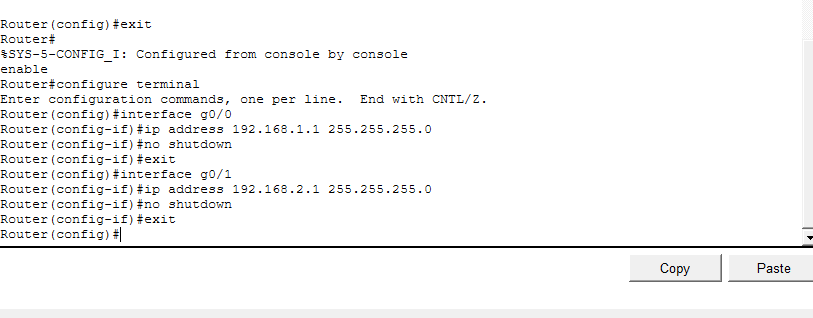 Router(config)#exit
Router#
%SYS-5-CONFIG_I: Configured from console by console
enable
Router#configure terminal
Enter configuration commands, one per line.  End with CNTL/Z.
Router(config)#interface g0/0
Router(config-if)#ip address 192.168.1.1 255.255.255.0
Router(config-if)#no shutdown
Router(config-if)#exit
Router(config)#interface g0/1
Router(config-if)#ip address 192.168.2.1 255.255.255.0
Router(config-if)#no shutdown
Router(config-if)#exit
Router(config)#
Copy
Paste